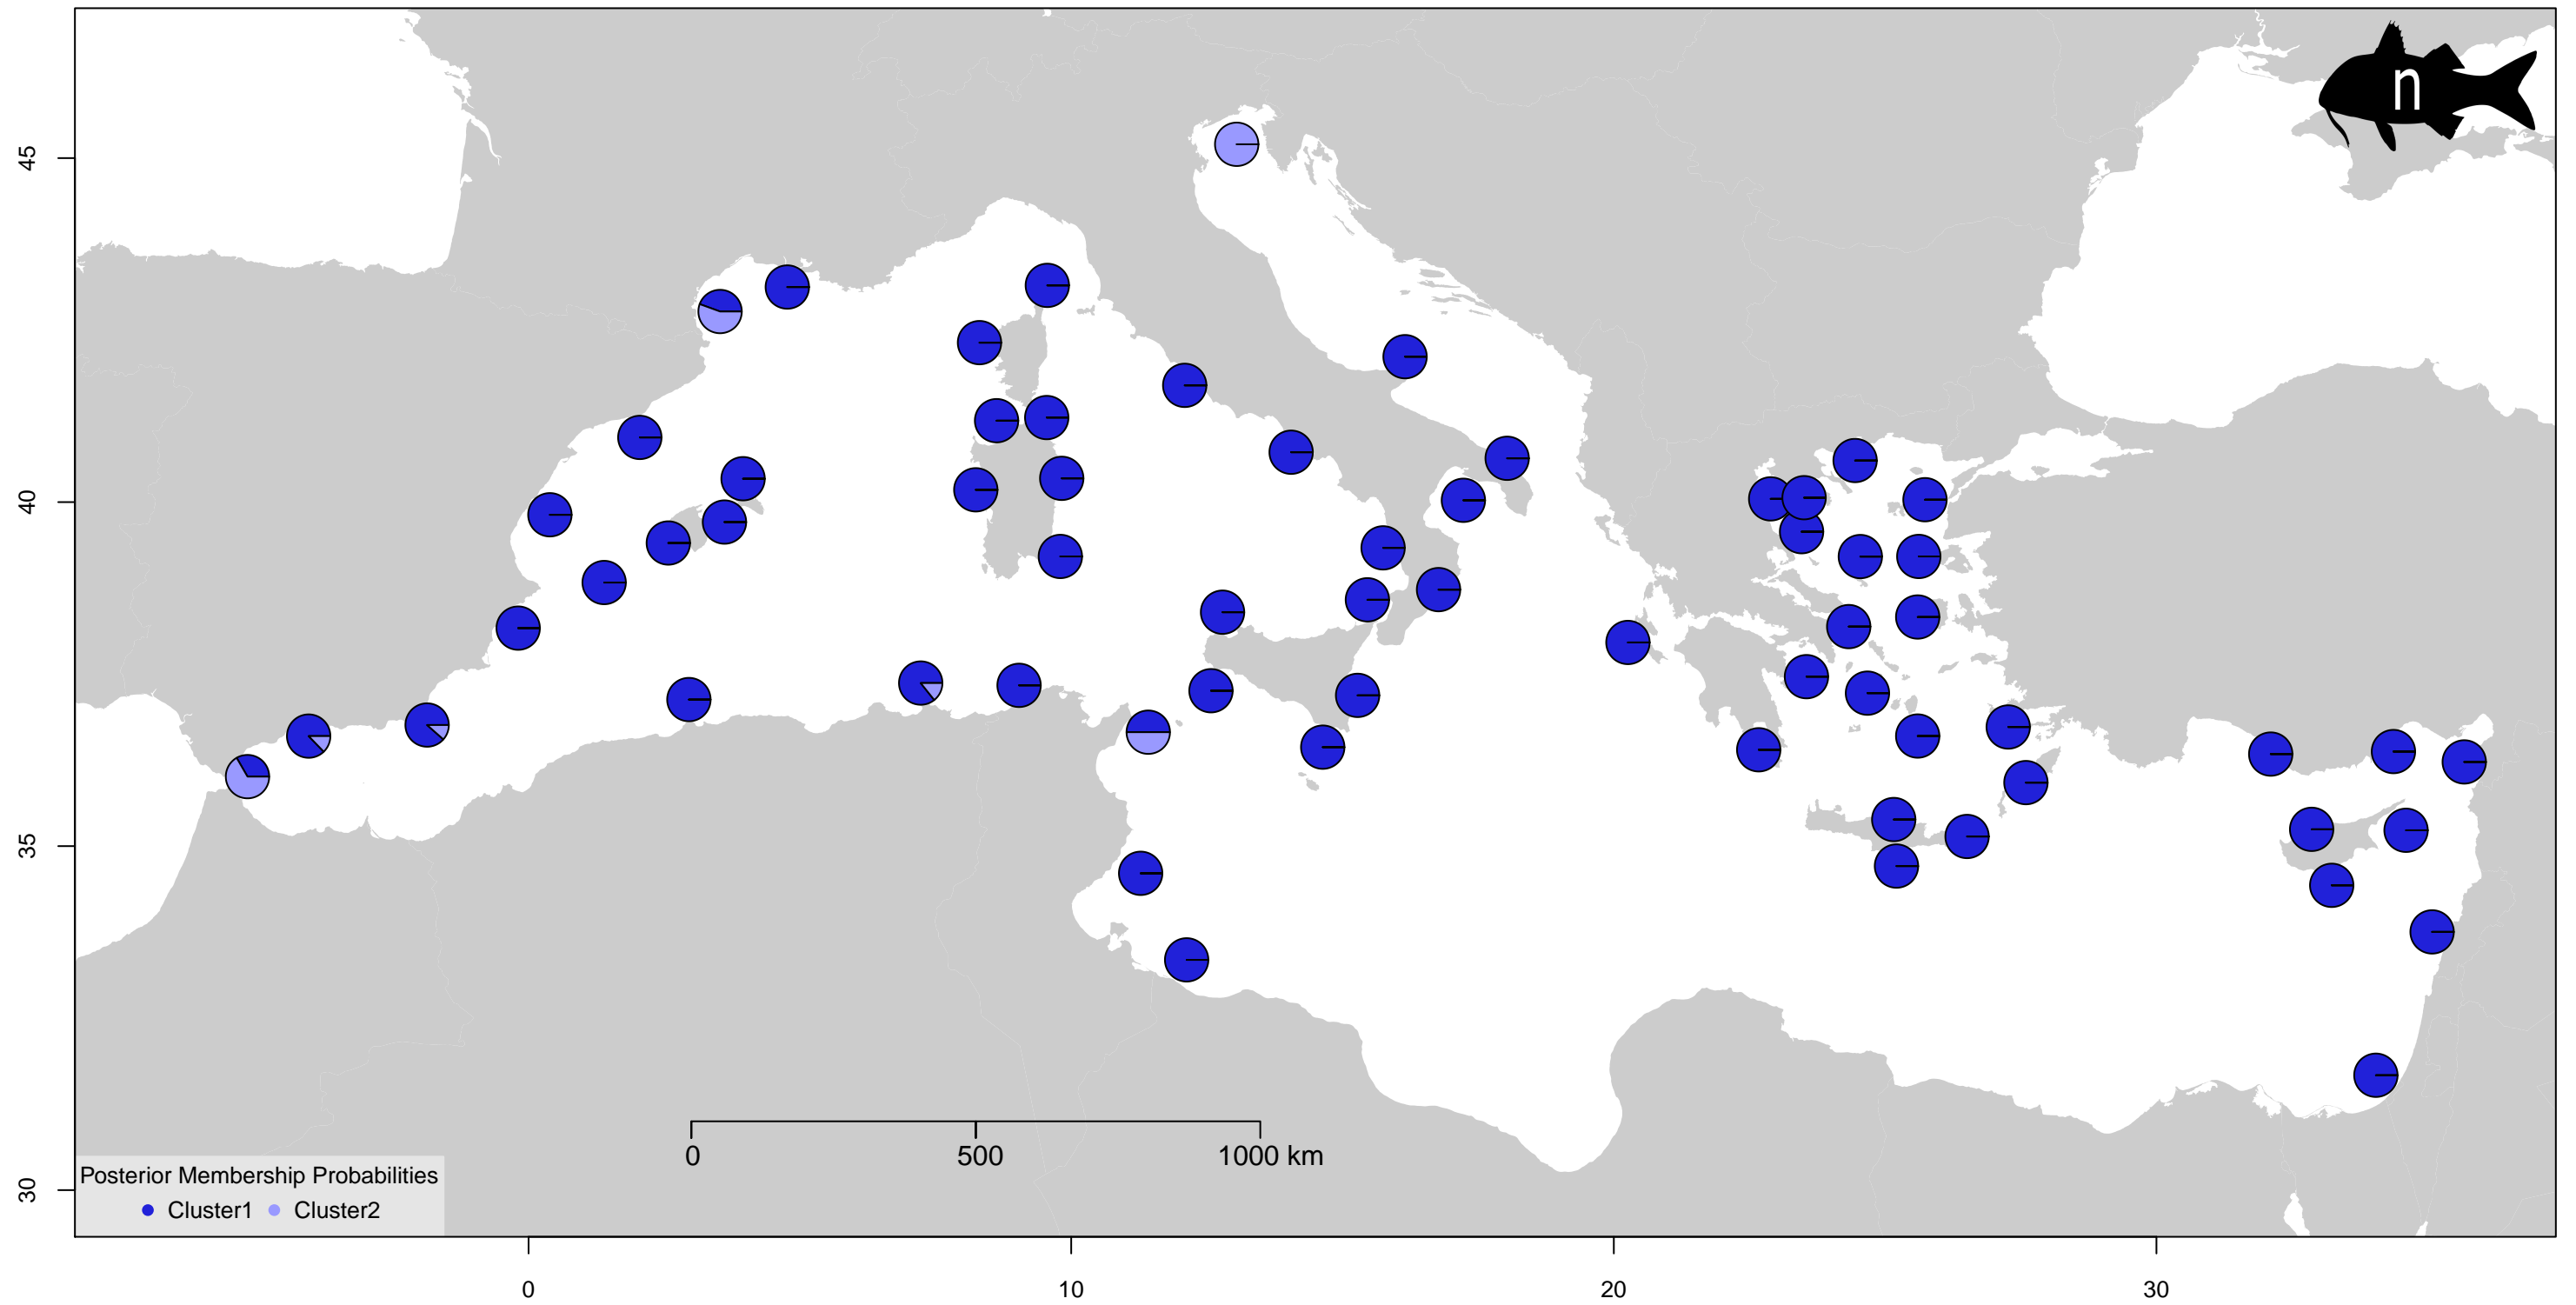 n
45
40
35
30
0 500 1000 km
Posterior Membership Probabilities
Cluster1 Cluster2
0 10 20 30